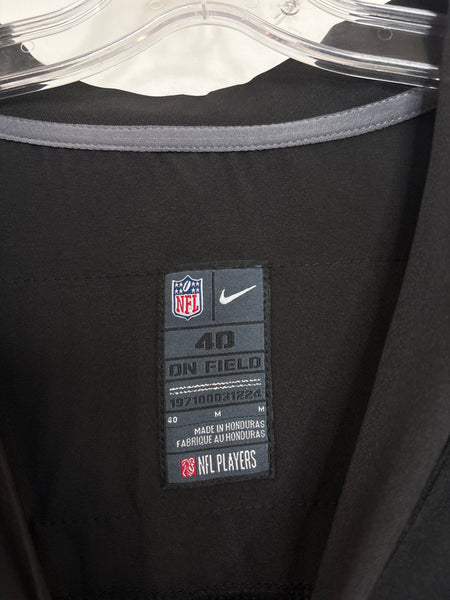 NFL
40
ON FIELD
197100031224
40 M M
MADE IN HONDURAS
FABRIQUE AU HONDURAS
NFL PLAYERS